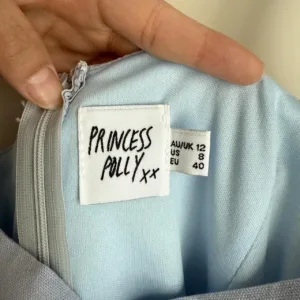 PRINCESS
POLLY xx
AU/UK 12
US 8
EU 40